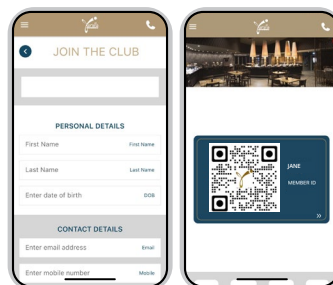 JOIN THE CLUB
PERSONAL DETAILS
First Name First Name
Last Name Last Name
Enter date of birth DOB
CONTACT DETAILS
Enter email address Email
Enter mobile number Mobile
JANE
MEMBER ID
»